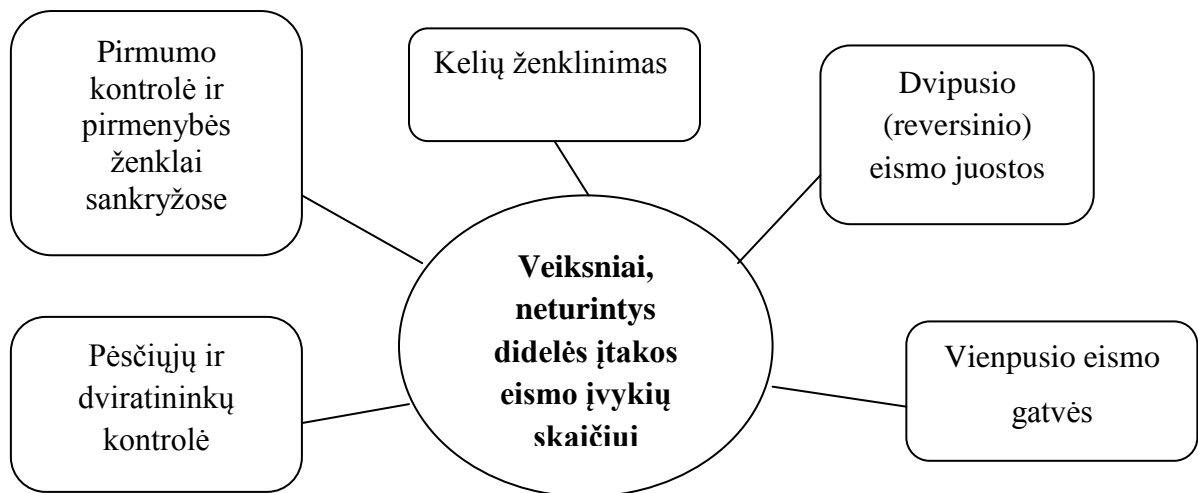 Pirmumo
kontrolė ir
pirmenybės
ženklai
sankryžose
Kelių ženklinimas
Dvipusio
(reversinio)
eismo juostos
Veiksniai,
neturintys
didelės įtakos
eismo įvykių
skaičiui
Pėsčiųjų ir
dviratininkų
kontrolė
Vienpusio eismo
gatvės